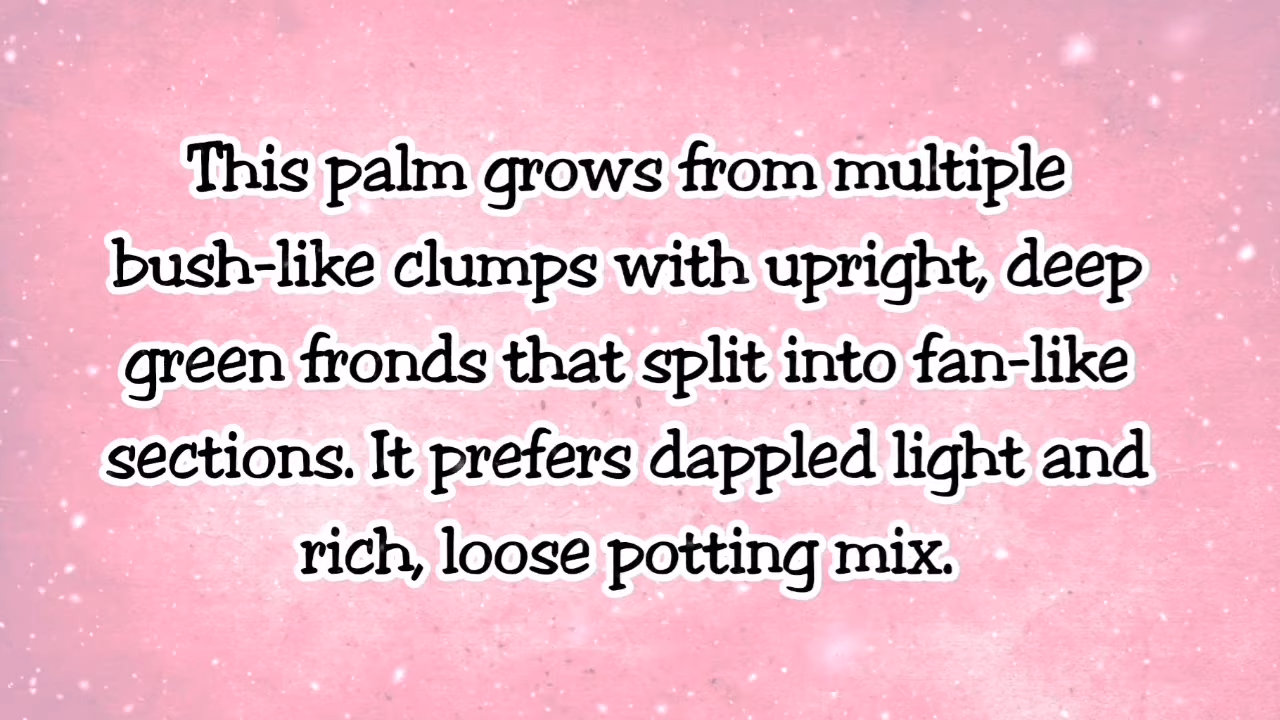 This palm grows from multiple
bush-like clumps with upright, deep
green fronds that split into fan-like
sections. It prefers dappled light and
rich, loose potting mix.